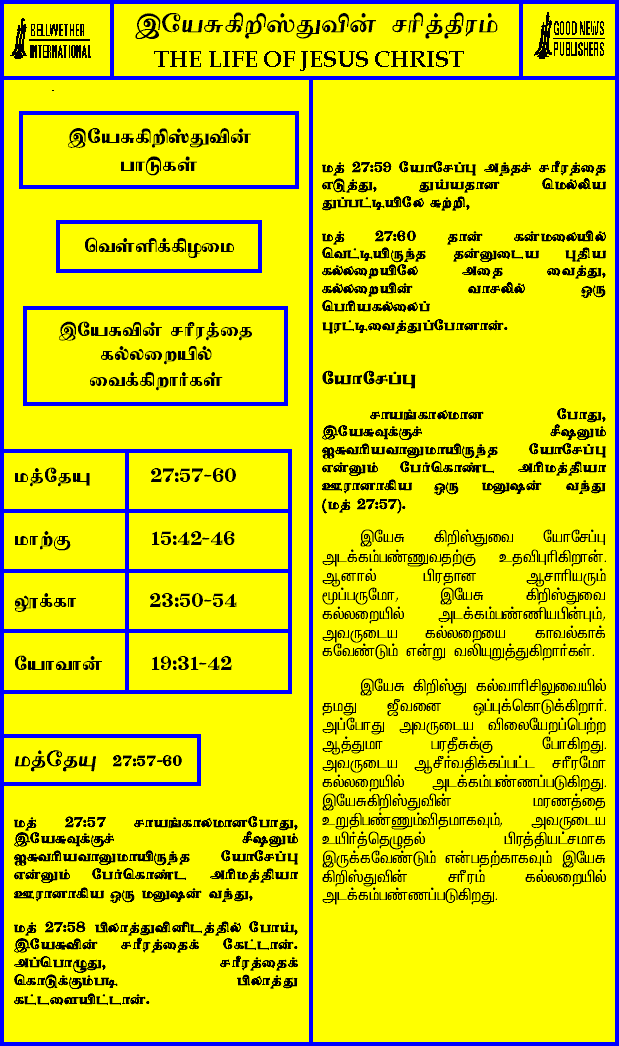 BELLWETHER
INTERNATIONAL
இயேசுகிறிஸ்துவின் சரித்திரம்
THE LIFE OF JESUS CHRIST
GOOD NEWS
PUBLISHERS
இயேசுகிறிஸ்துவின்
பாடுகள்
வெள்ளிக்கிழமை
இயேசுவின் சரீரத்தை
கல்லறையில்
வைக்கிறார்கள்
மத்தேயு 27:57-60
மாற்கு 15:42-46
லூக்கா 23:50-54
யோவான் 19:31-42
மத்தேயு 27:57-60
மத் 27:57 சாயங்காலமானபோது,
இயேசுவுக்குச் சீஷனும்
ஐசுவரியவானுமாயிருந்த யோசேப்பு
என்னும் பேர்கொண்ட அரிமத்தியா
ஊரானாகிய ஒரு மனுஷன் வந்து,
மத் 27:58 பிலாத்துவினிடத்தில் போய்,
இயேசுவின் சரீரத்தைக் கேட்டான்.
அப்பொழுது, சரீரத்தைக்
கொடுக்கும்படி பிலாத்து
கட்டளையிட்டான்.
மத் 27:59 யோசேப்பு அந்தச் சரீரத்தை
எடுத்து, துய்யதான மெல்லிய
துப்பட்டியிலே சுற்றி,
மத் 27:60 தான் கன்மலையில்
வெட்டியிருந்த தன்னுடைய புதிய
கல்லறையிலே அதை வைத்து,
கல்லறையின் வாசலில் ஒரு
பெரியகல்லைப்
புரட்டிவைத்துப்போனான்.
யோசேப்பு
சாயங்காலமான போது,
இயேசுவுக்குச் சீஷனும்
ஐசுவரியவானுமாயிருந்த யோசேப்பு
என்னும் பேர்கொண்ட அரிமத்தியா
ஊரானாகிய ஒரு மனுஷன் வந்து
(மத் 27:57).
இயேசு கிறிஸ்துவை யோசேப்பு
அடக்கம்பண்ணுவதற்கு உதவிபுரிகிறான்.
ஆனால் பிரதான ஆசாரியரும்
மூப்பருமோ, இயேசு கிறிஸ்துவை
கல்லறையில் அடக்கம்பண்ணியபின்பும்,
அவருடைய கல்லறையை காவல்காக்
கவேண்டும் என்று வலியுறுத்துகிறார்கள்.
இயேசு கிறிஸ்து கல்வாரிசிலுவையில்
தமது ஜீவனை ஒப்புக்கொடுக்கிறார்.
அப்போது அவருடைய விலையேறப்பெற்ற
ஆத்துமா பரதீசுக்கு போகிறது.
அவருடைய ஆசீர்வதிக்கப்பட்ட சரீரமோ
கல்லறையில் அடக்கம்பண்ணப்படுகிறது.
இயேசுகிறிஸ்துவின் மரணத்தை
உறுதிபண்ணும்விதமாகவும், அவருடைய
உயிர்த்தெழுதல் பிரத்தியட்சமாக
இருக்கவேண்டும் என்பதற்காகவும் இயேசு
கிறிஸ்துவின் சரீரம் கல்லறையில்
அடக்கம்பண்ணப்படுகிறது.